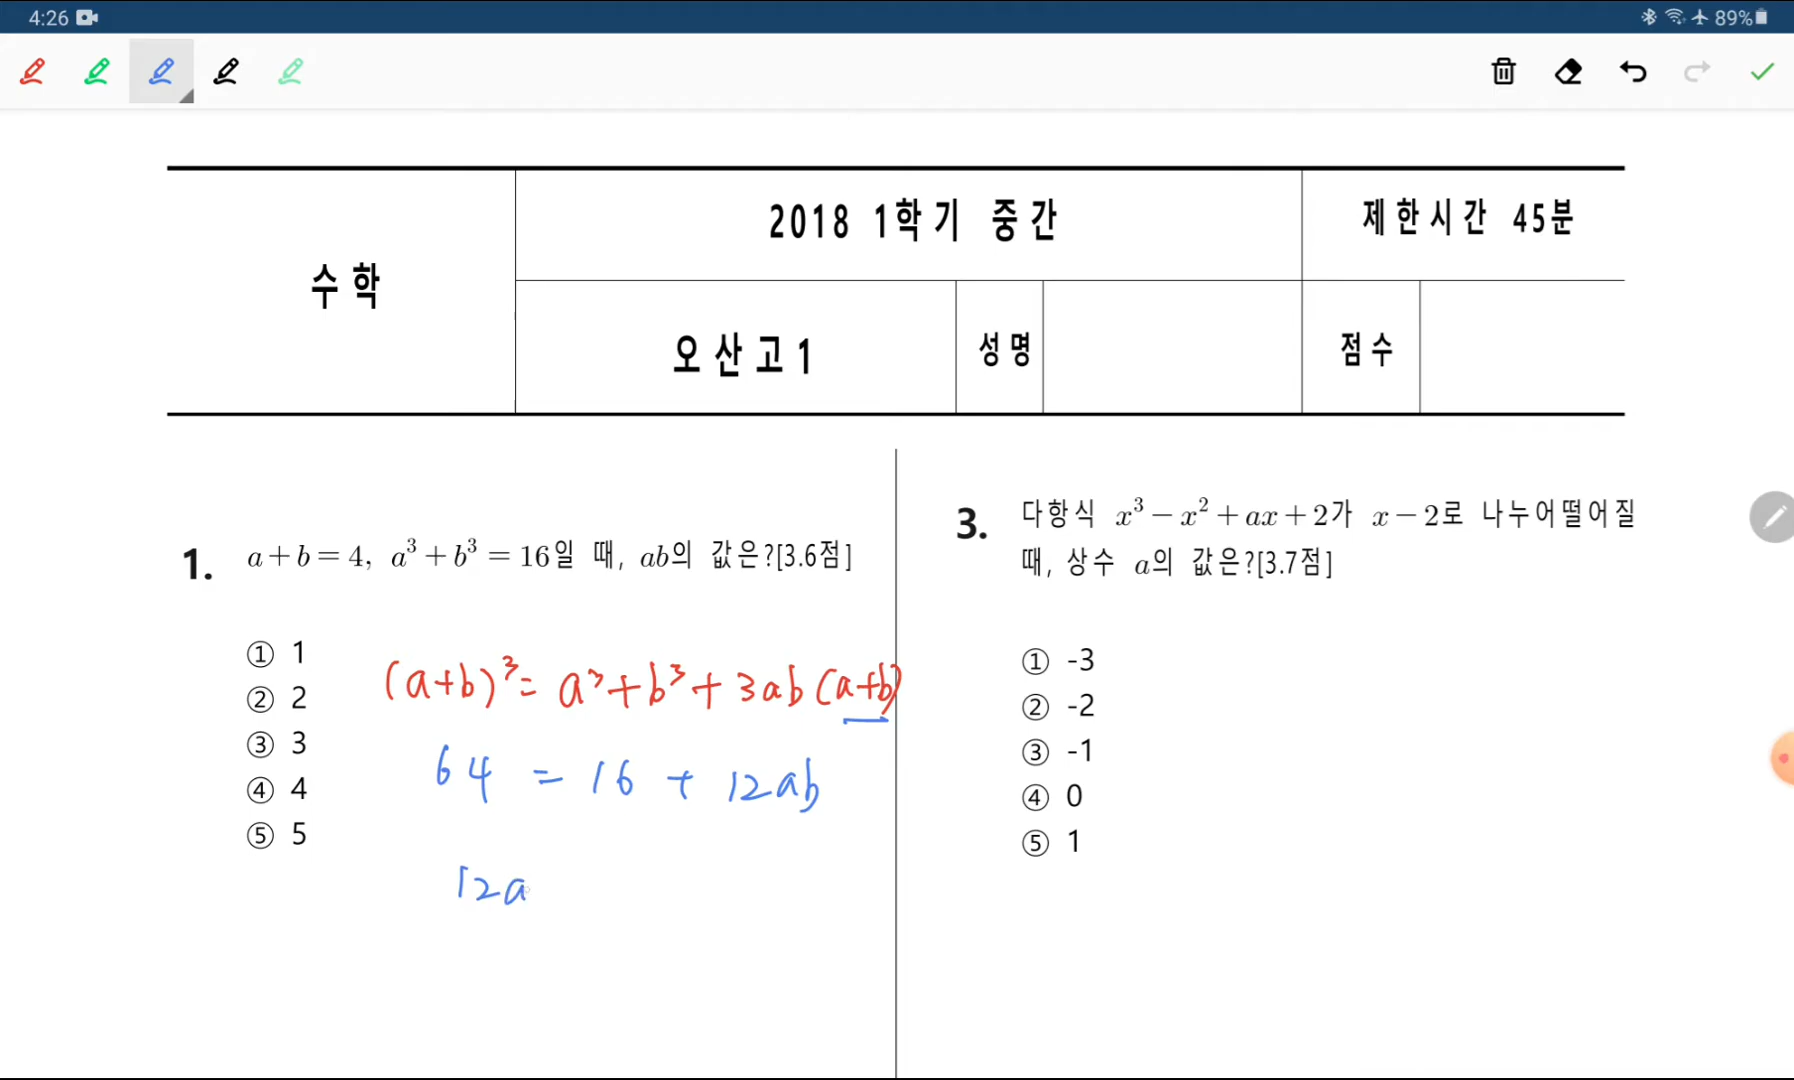 4:26
89%
수학
2018 1학기 중간
제한시간 45분
오산고1
성명
점수
1. a+b=4, a³+b³=16일 때, ab의 값은?[3.6점]
① 1
② 2
③ 3
④ 4
⑤ 5
(a+b)³= a³+b³+3ab(a+b)
64 = 16 + 12ab
12a
3. 다항식 x³−x²+ax+2가 x−2로 나누어떨어질
때, 상수 a의 값은?[3.7점]
① -3
② -2
③ -1
④ 0
⑤ 1